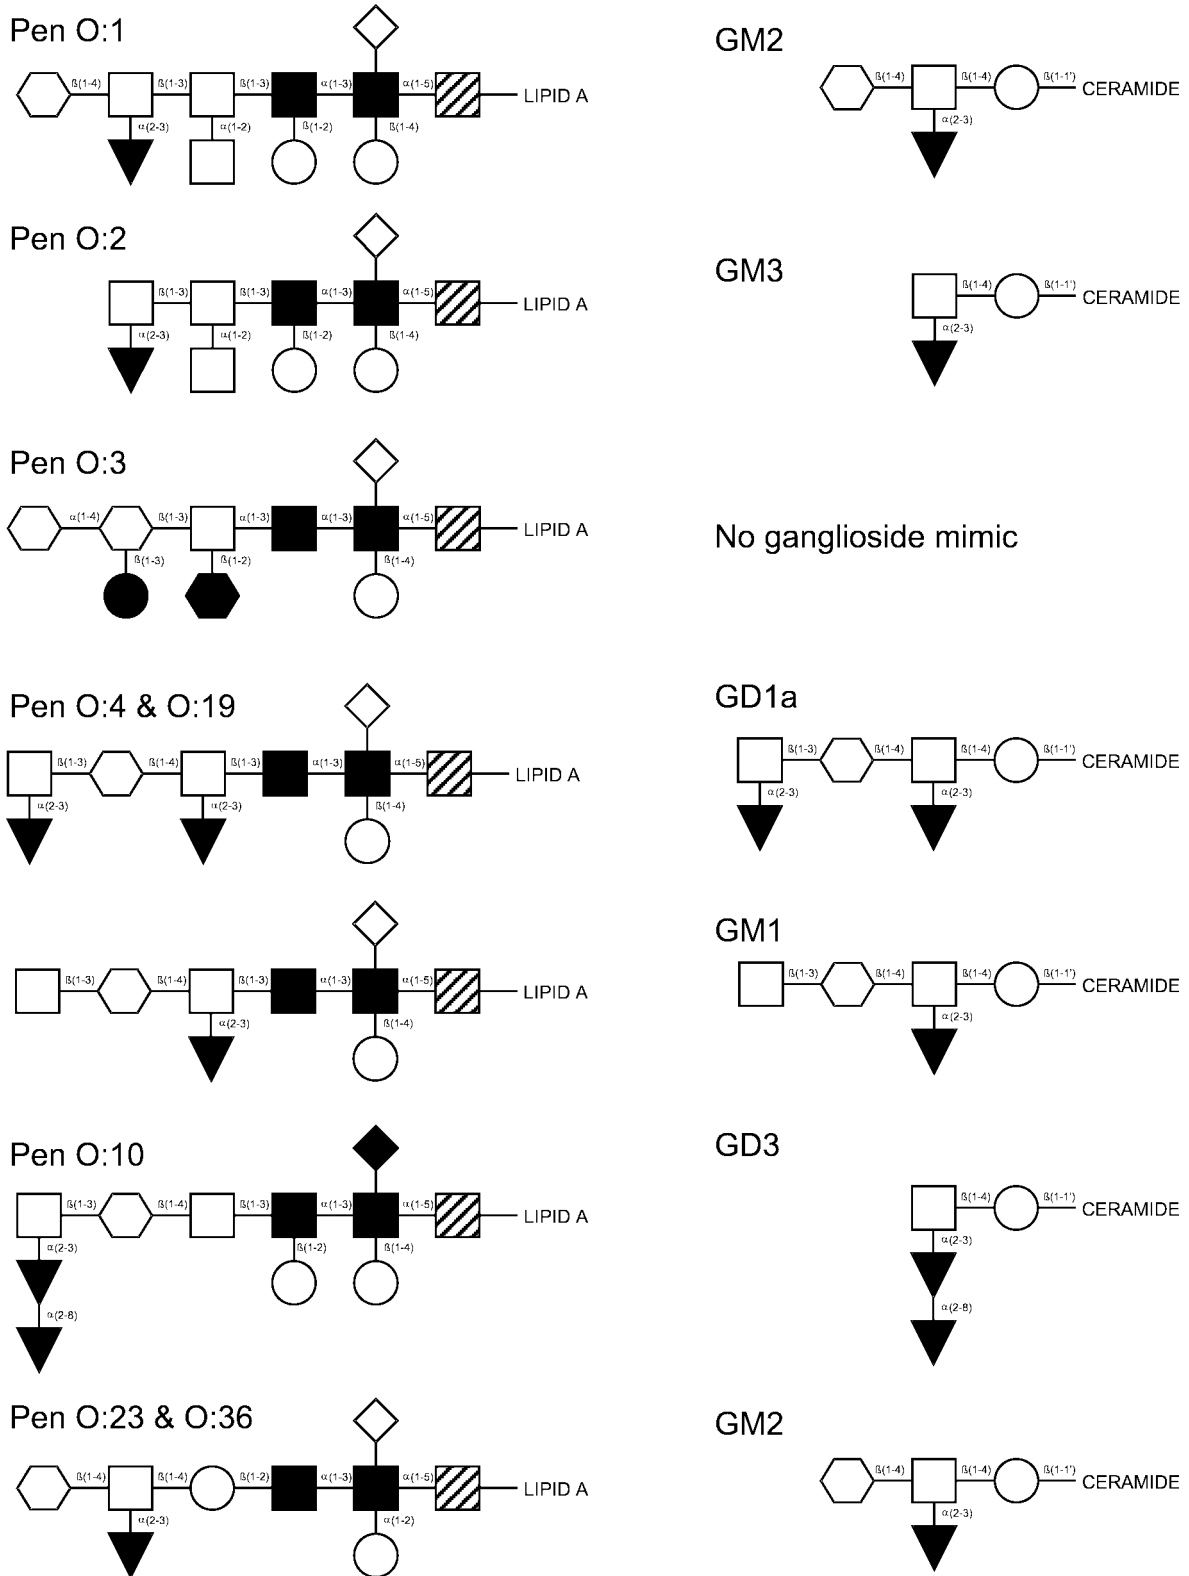 Pen O:1
GM2
ß(1-4) ß(1-3) ß(1-3) α(1-3) α(1-5) LIPID A
ß(1-4) ß(1-4) ß(1-1') CERAMIDE
α(2-3) α(1-2) ß(1-2) ß(1-4)
α(2-3)
Pen O:2
GM3
ß(1-3) ß(1-3) α(1-3) α(1-5) LIPID A
ß(1-4) ß(1-1') CERAMIDE
α(2-3) α(1-2) ß(1-2) ß(1-4)
α(2-3)
Pen O:3
α(1-4) ß(1-3) α(1-3) α(1-3) α(1-5) LIPID A
No ganglioside mimic
ß(1-3) ß(1-2) ß(1-4)
Pen O:4 & O:19
GD1a
ß(1-3) ß(1-4) ß(1-3) α(1-3) α(1-5) LIPID A
ß(1-3) ß(1-4) ß(1-4) ß(1-1') CERAMIDE
α(2-3) α(2-3) ß(1-4)
α(2-3) α(2-3)
GM1
ß(1-3) ß(1-4) ß(1-3) α(1-3) α(1-5) LIPID A
ß(1-3) ß(1-4) ß(1-4) ß(1-1') CERAMIDE
α(2-3) ß(1-4)
α(2-3)
Pen O:10
GD3
ß(1-3) ß(1-4) ß(1-3) α(1-3) α(1-5) LIPID A
ß(1-4) ß(1-1') CERAMIDE
α(2-3) ß(1-2) ß(1-4)
α(2-3)
α(2-8)
α(2-8)
Pen O:23 & O:36
GM2
ß(1-4) ß(1-4) ß(1-2) α(1-3) α(1-5) LIPID A
ß(1-4) ß(1-4) ß(1-1') CERAMIDE
α(2-3) α(1-2)
α(2-3)